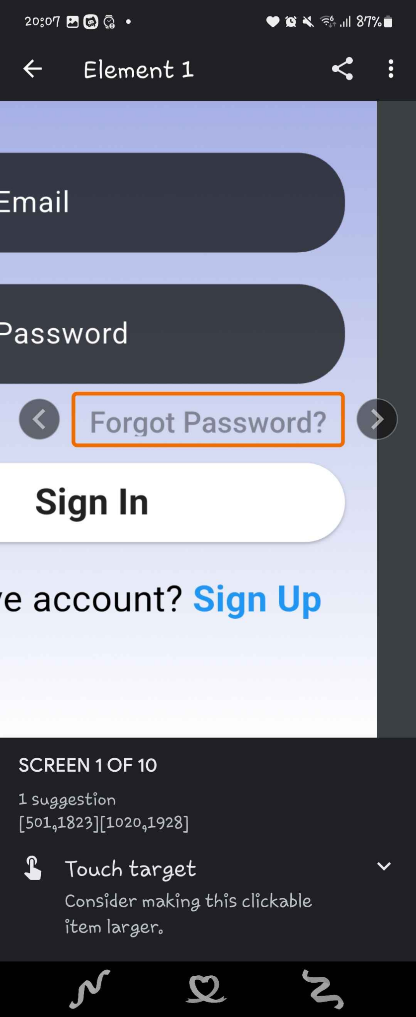 20:07 87%
Element 1
Email
Password
Forgot Password?
Sign In
ve account? Sign Up
SCREEN 1 OF 10
1 suggestion
[501,1823][1020,1928]
Touch target
Consider making this clickable
item larger.